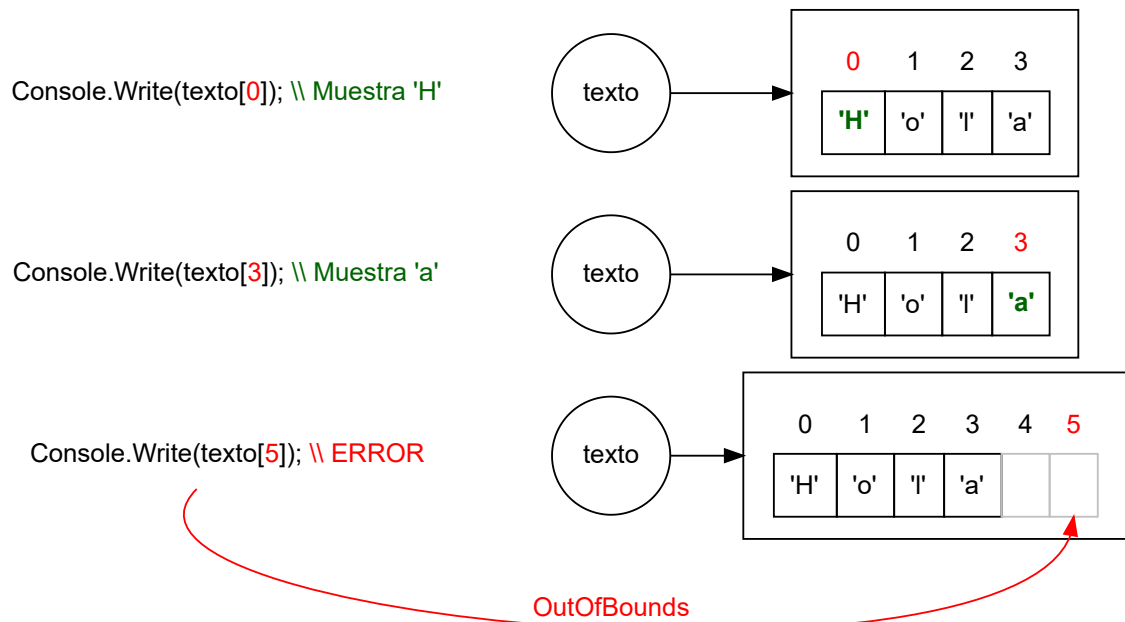 0 1 2 3
Console.Write(texto[0]); \\ Muestra 'H'
texto
'H' 'o' 'l' 'a'
0 1 2 3
Console.Write(texto[3]); \\ Muestra 'a'
texto
'H' 'o' 'l' 'a'
0 1 2 3 4 5
Console.Write(texto[5]); \\ ERROR
texto
'H' 'o' 'l' 'a'
OutOfBounds